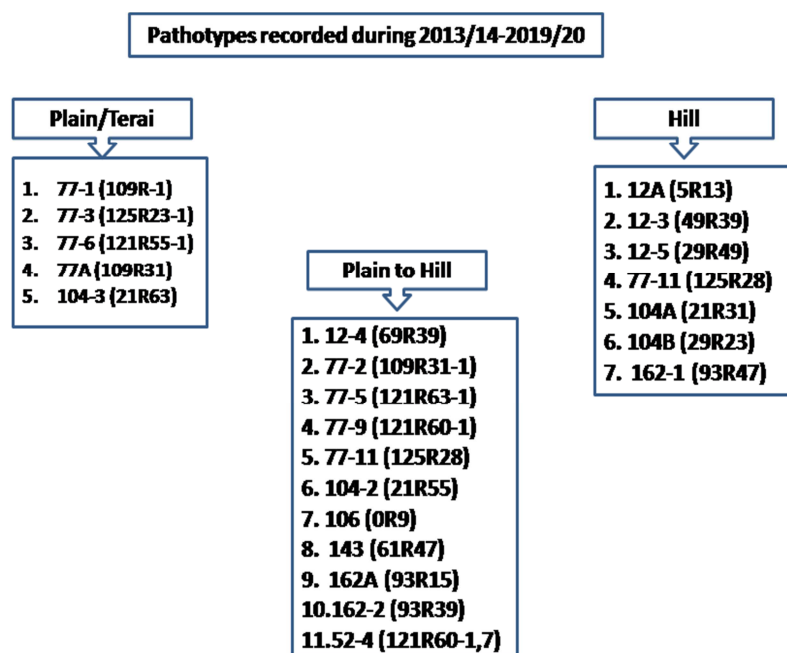 Pathotypes recorded during 2013/14-2019/20
Plain/Terai
1. 77-1 (109R-1)
2. 77-3 (125R23-1)
3. 77-6 (121R55-1)
4. 77A (109R31)
5. 104-3 (21R63)
Plain to Hill
1. 12-4 (69R39)
2. 77-2 (109R31-1)
3. 77-5 (121R63-1)
4. 77-9 (121R60-1)
5. 77-11 (125R28)
6. 104-2 (21R55)
7. 106 (0R9)
8. 143 (61R47)
9. 162A (93R15)
10.162-2 (93R39)
11.52-4 (121R60-1,7)
Hill
1. 12A (5R13)
2. 12-3 (49R39)
3. 12-5 (29R49)
4. 77-11 (125R28)
5. 104A (21R31)
6. 104B (29R23)
7. 162-1 (93R47)